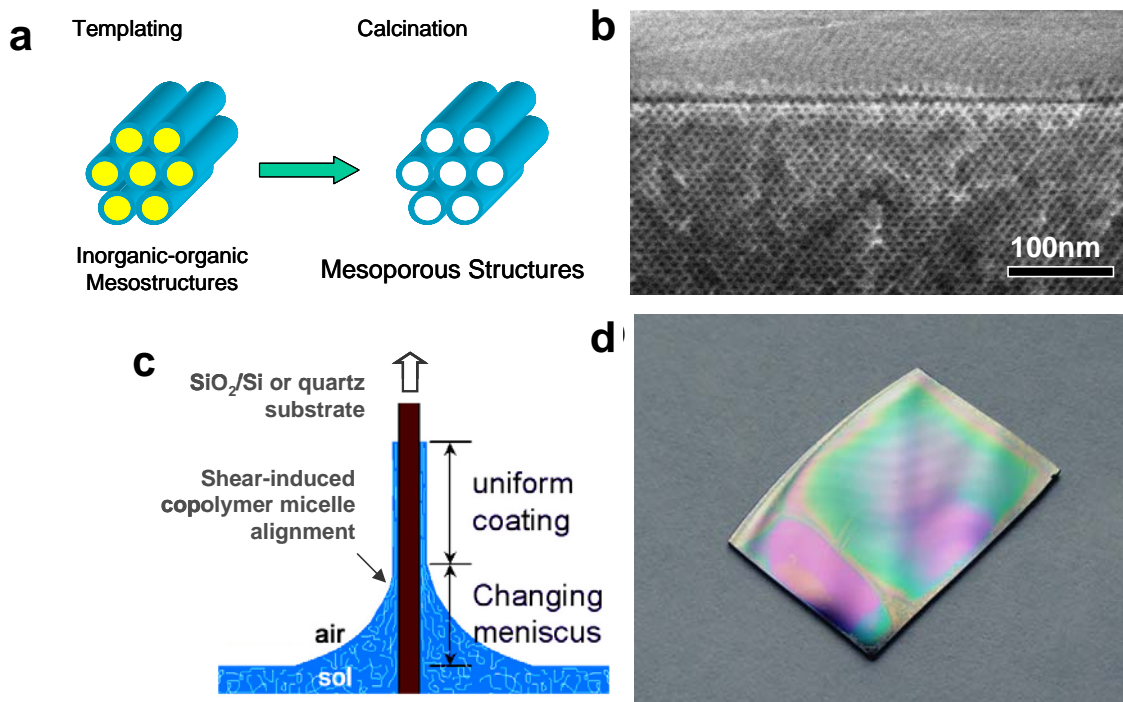 a
Templating
Calcination
Inorganic-organic
Mesostructures
Mesoporous Structures
b
100nm
c
SiO₂/Si or quartz
substrate
Shear-induced
copolymer micelle
alignment
uniform
coating
Changing
meniscus
air
sol
d